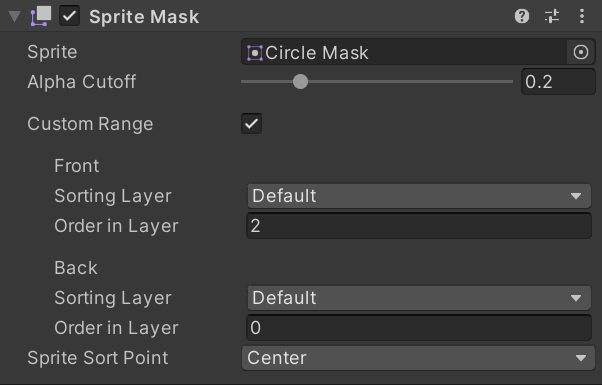 Sprite Mask
Sprite Circle Mask
Alpha Cutoff 0.2
Custom Range
Front
Sorting Layer Default
Order in Layer 2
Back
Sorting Layer Default
Order in Layer 0
Sprite Sort Point Center